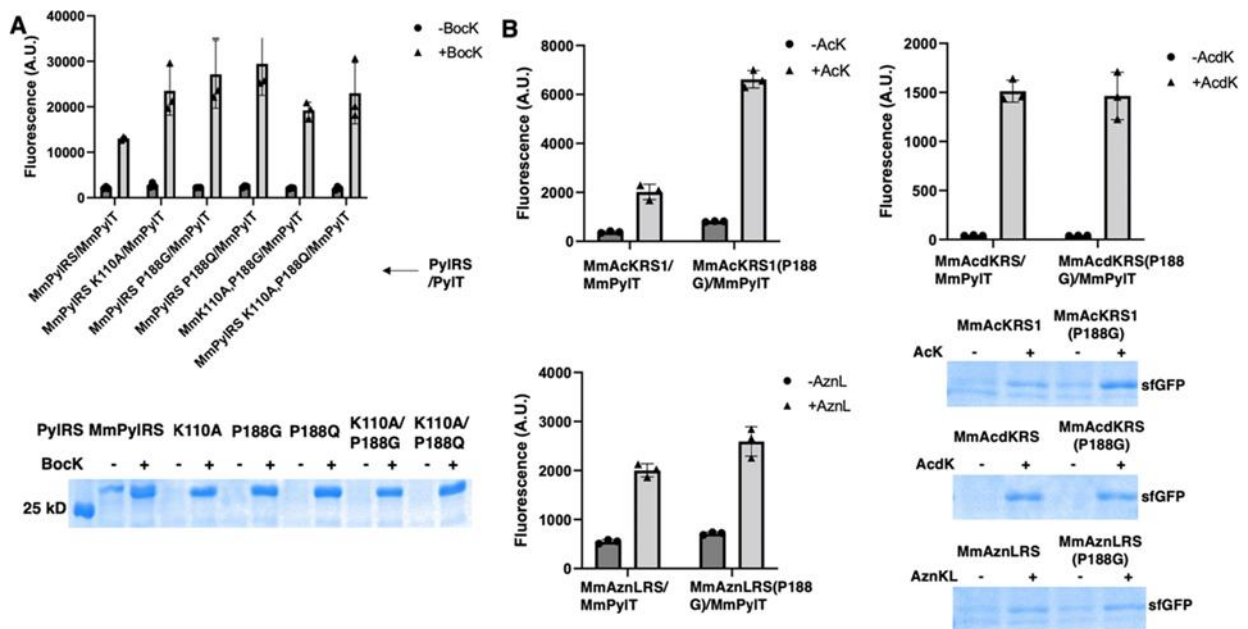 A
Fluorescence (A.U.)
40000
30000
20000
10000
0
-BocK
+BocK
MmPylRS/MmPylT
MmPylRS K110A/MmPylT
MmPylRS P188G/MmPylT
MmPylRS P188Q/MmPylT
MmK110A,P188G/MmPylT
MmPylRS K110A,P188Q/MmPylT
PylRS
/PylT
PylRS MmPylRS K110A P188G P188Q K110A/ K110A/
P188G P188Q
BocK - + - + - + - + - + - +
25 kD
B
Fluorescence (A.U.)
8000
6000
4000
2000
0
-AcK
+AcK
MmAcKRS1/ MmAcKRS1(P188
MmPylT G)/MmPylT
Fluorescence (A.U.)
2000
1500
1000
500
0
-AcdK
+AcdK
MmAcdKRS/ MmAcdKRS(P188
MmPylT G)/MmPylT
Fluorescence (A.U.)
4000
3000
2000
1000
0
-AznL
+AznL
MmAznLRS/ MmAznLRS(P188
MmPylT G)/MmPylT
MmAcKRS1 MmAcKRS1
(P188G)
AcK - + - +
sfGFP
MmAcdKRS MmAcdKRS
(P188G)
AcdK - + - +
sfGFP
MmAznLRS MmAznLRS
(P188G)
AznKL - + - +
sfGFP